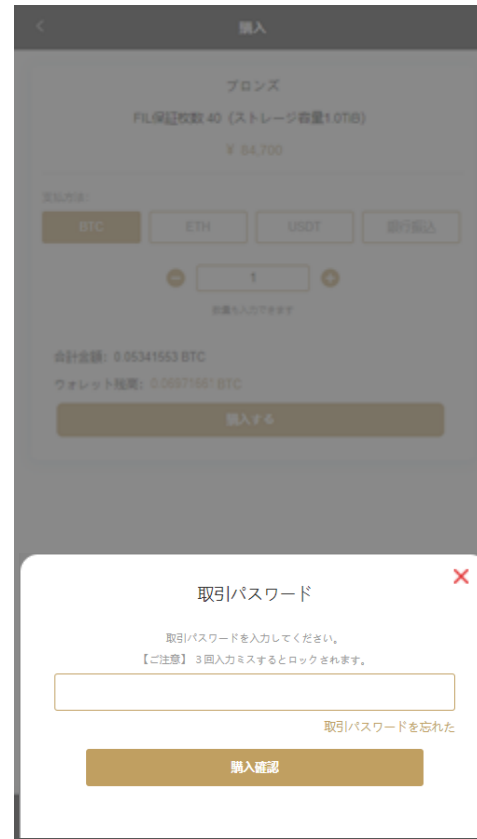 購入
ブロンズ
FIL保証枚数 40（ストレージ容量1.0TiB）
¥ 84,700
支払方法:
BTC
ETH
USDT
銀行振込
1
数量も入力できます
合計金額: 0.05341553 BTC
ウォレット残高: BTC
購入する
取引パスワード
取引パスワードを入力してください。
【ご注意】３回入力ミスするとロックされます。
取引パスワードを忘れた
購入確認